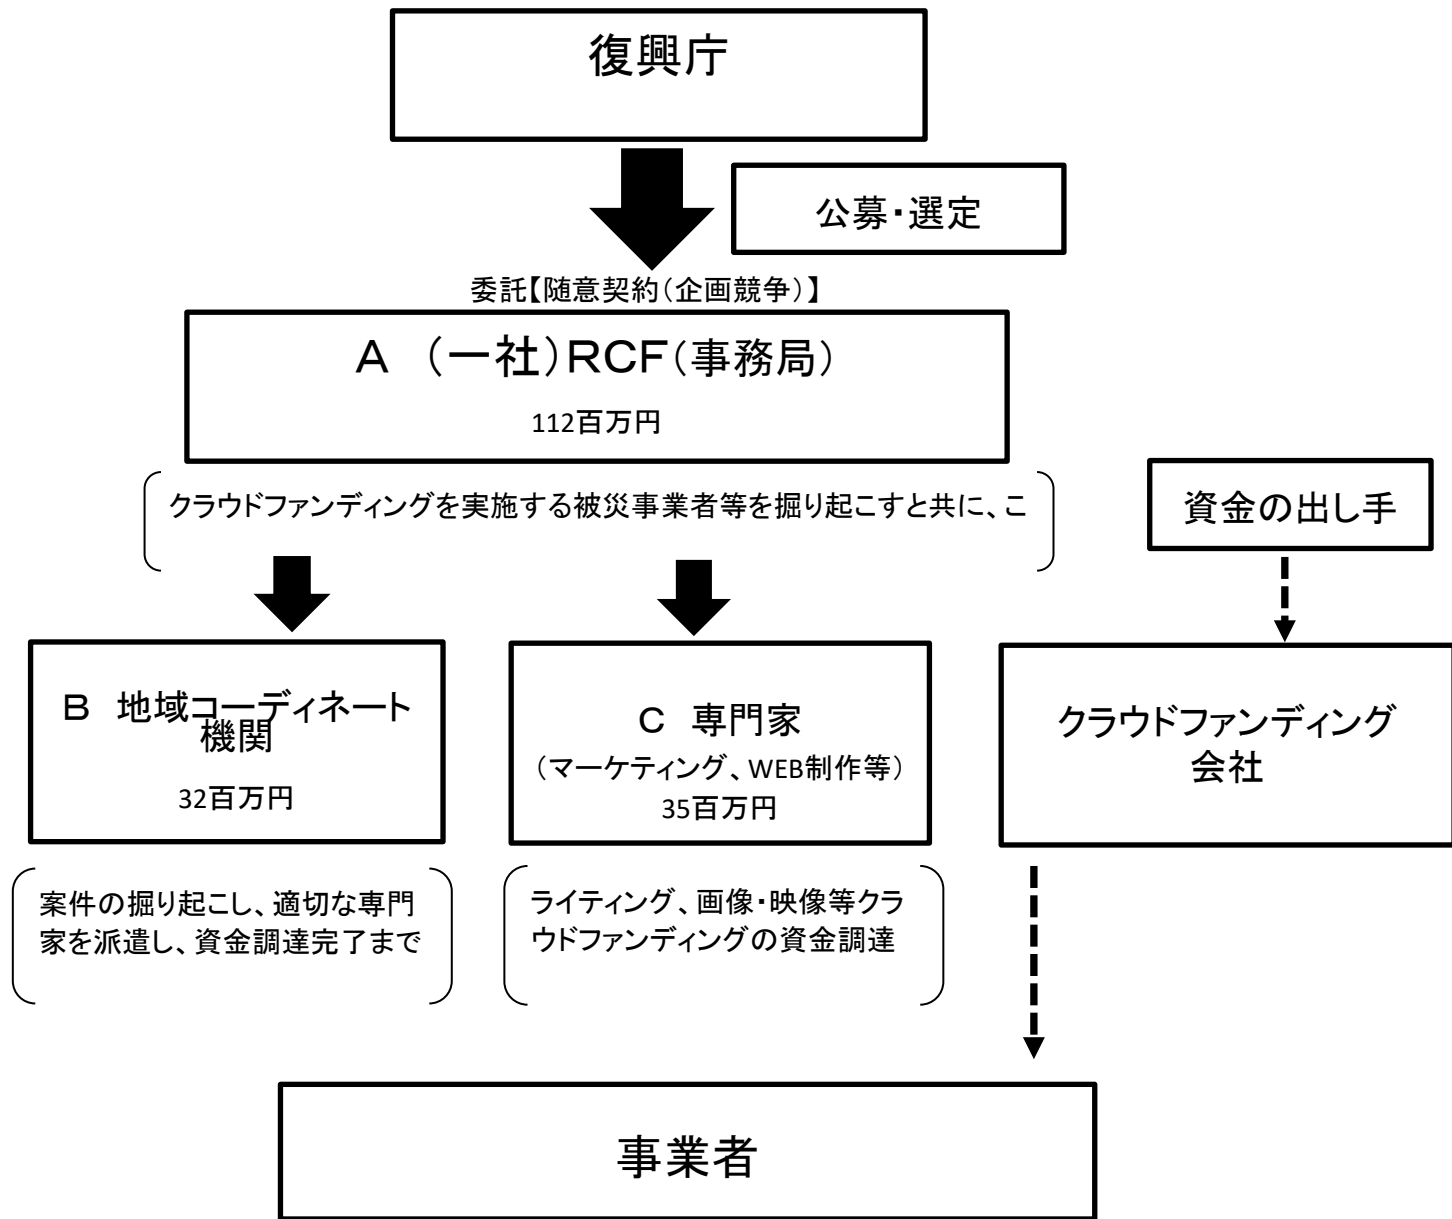 復興庁
公募・選定
委託【随意契約(企画競争)】
A (一社)RCF(事務局)
112百万円
クラウドファンディングを実施する被災事業者等を掘り起こすと共に、こ
資金の出し手
B 地域コーディネート
機関
32百万円
C 専門家
(マーケティング、WEB制作等)
35百万円
クラウドファンディング
会社
案件の掘り起こし、適切な専門
家を派遣し、資金調達完了まで
ライティング、画像・映像等クラ
ウドファンディングの資金調達
事業者